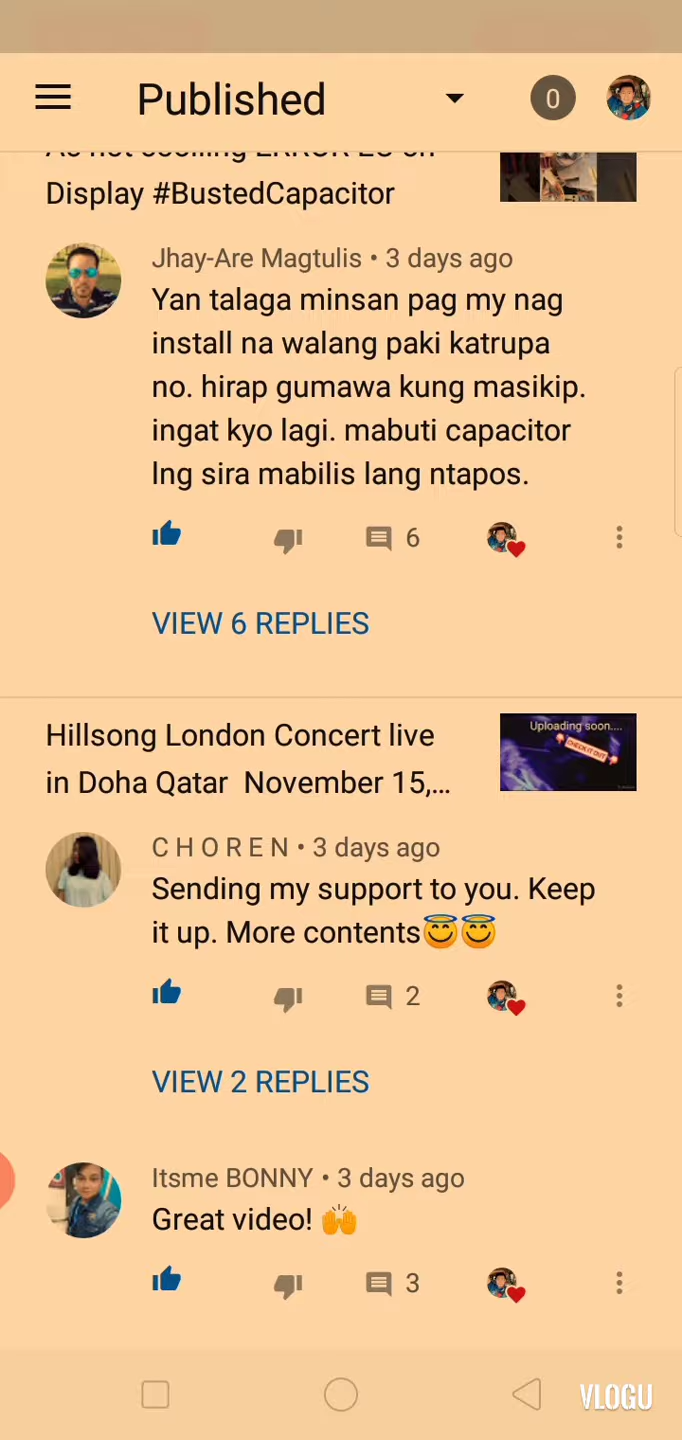 Published
0
Display #BustedCapacitor
Jhay-Are Magtulis • 3 days ago
Yan talaga minsan pag my nag
install na walang paki katrupa
no. hirap gumawa kung masikip.
ingat kyo lagi. mabuti capacitor
lng sira mabilis lang ntapos.
6
VIEW 6 REPLIES
Hillsong London Concert live
in Doha Qatar November 15,...
Uploading soon....
CHECK IT OUT
C H O R E N • 3 days ago
Sending my support to you. Keep
it up. More contents😇😇
2
VIEW 2 REPLIES
Itsme BONNY • 3 days ago
Great video! 🙌
3
VLOGU